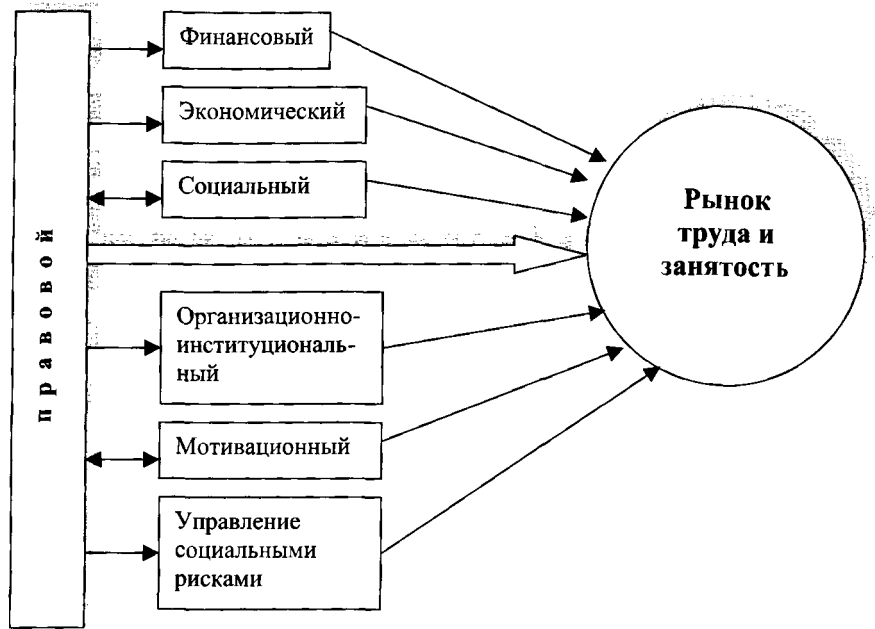 правовой
Финансовый
Экономический
Социальный
Организационно-
институциональ-
ный
Мотивационный
Управление
социальными
рисками
Рынок
труда и
занятость